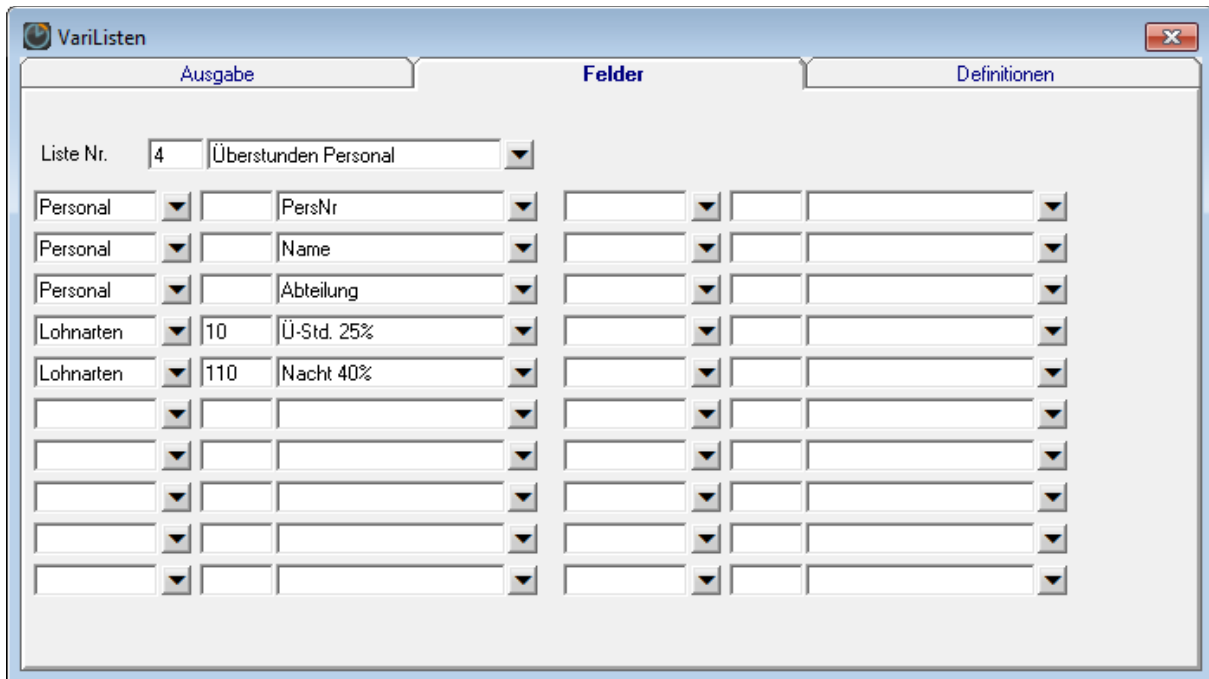 VariListen
Ausgabe Felder Definitionen
Liste Nr. 4 Überstunden Personal
Personal PersNr
Personal Name
Personal Abteilung
Lohnarten 10 Ü-Std. 25%
Lohnarten 110 Nacht 40%